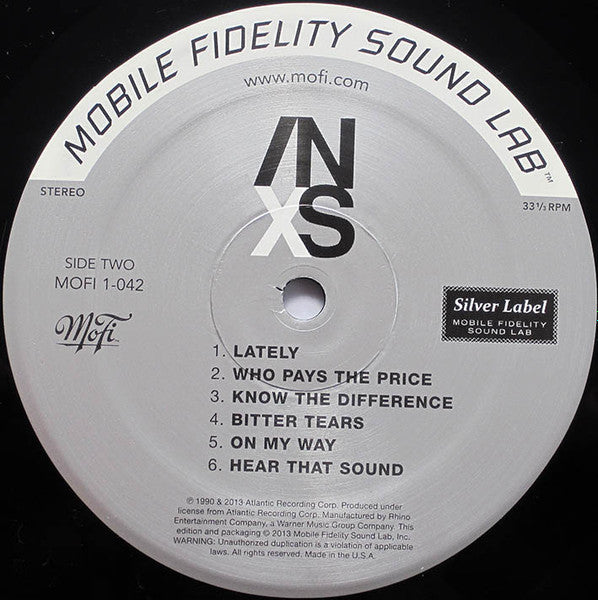 MOBILE FIDELITY SOUND LAB™
www.mofi.com
INXS
STEREO
33 1/3 RPM
SIDE TWO
MOFI 1-042
MoFi™
Silver Label
MOBILE FIDELITY
SOUND LAB
1. LATELY
2. WHO PAYS THE PRICE
3. KNOW THE DIFFERENCE
4. BITTER TEARS
5. ON MY WAY
6. HEAR THAT SOUND
℗ 1990 & 2013 Atlantic Recording Corp. Produced under
license from Atlantic Recording Corp. Manufactured by Rhino
Entertainment Company, a Warner Music Group Company. This
edition and packaging © 2013 Mobile Fidelity Sound Lab, Inc.
WARNING: Unauthorized duplication is a violation of applicable
laws. All rights reserved. Made in the U.S.A.